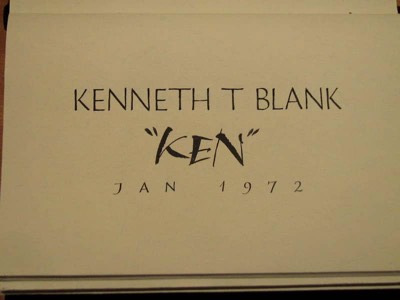 KENNETH T BLANK
"KEN"
JAN 1972